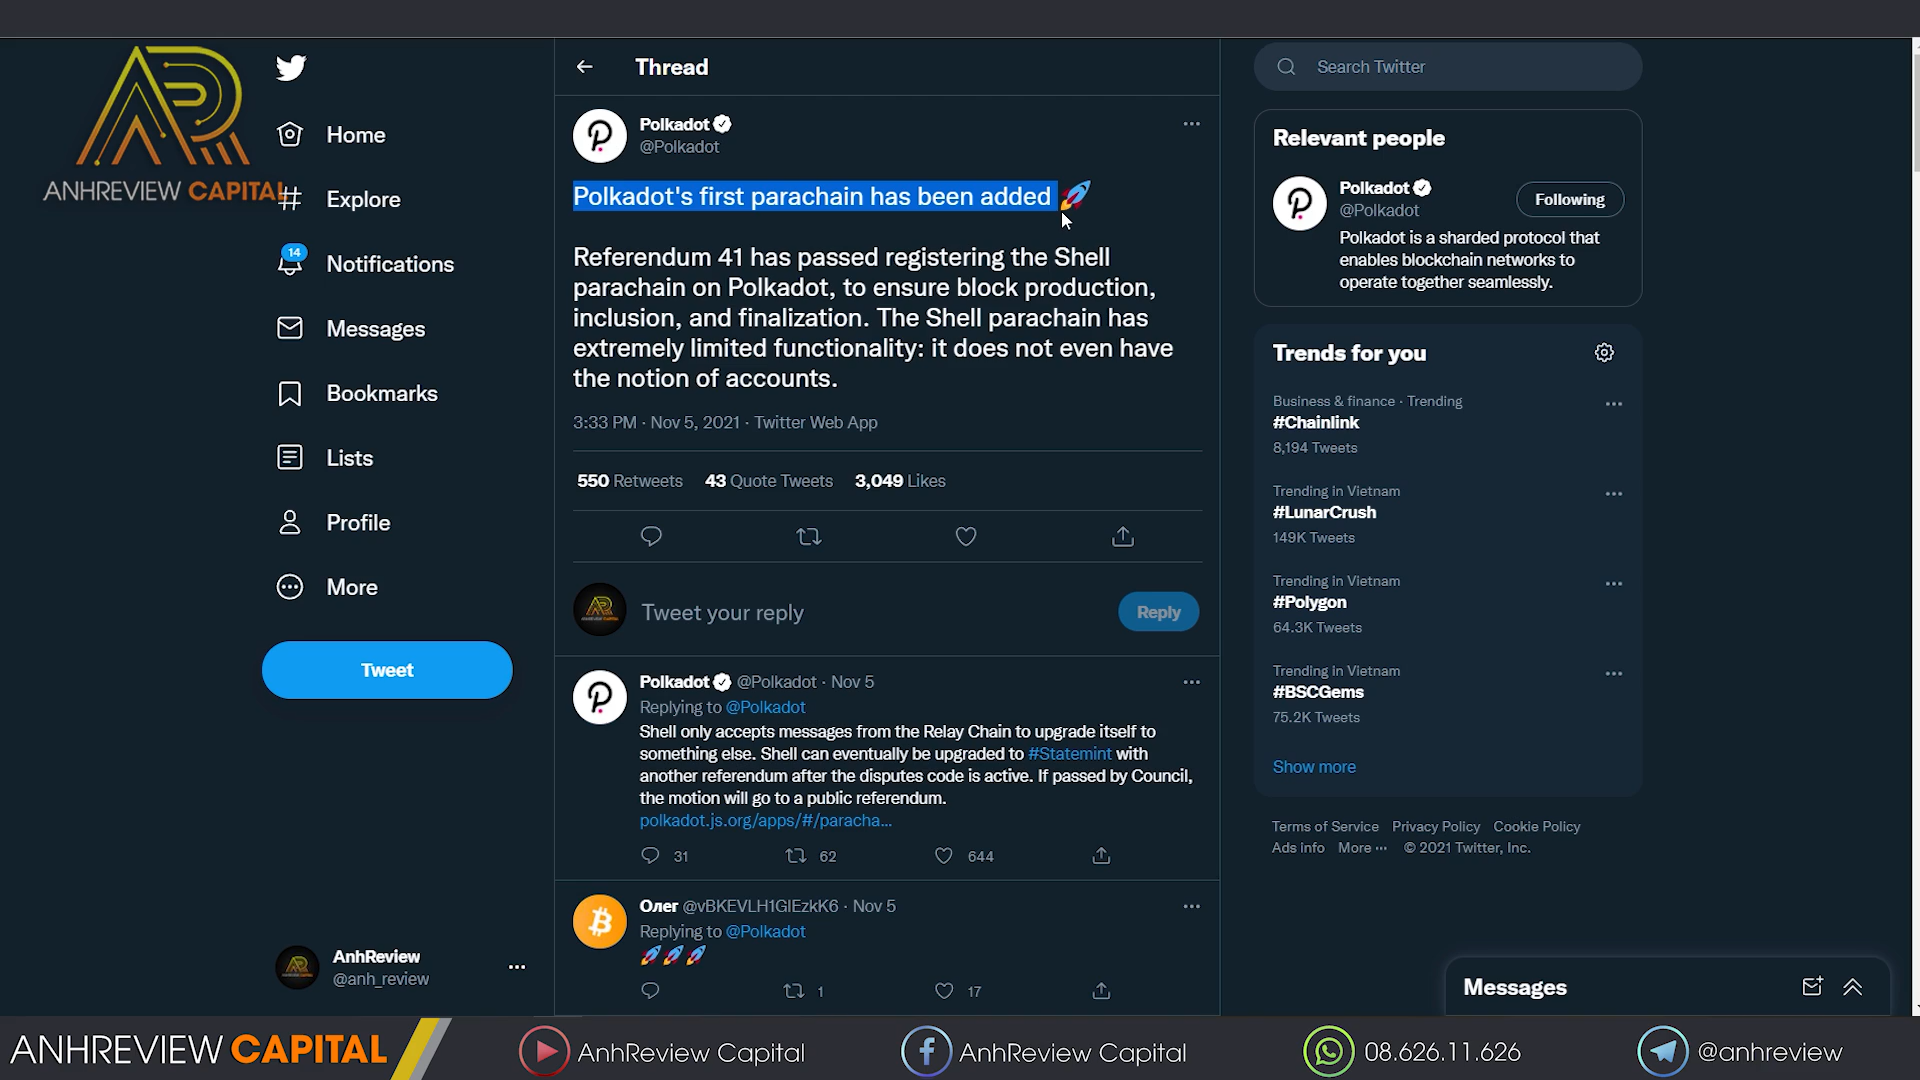 ANHREVIEW CAPITAL
Home
Explore
14
Notifications
Messages
Bookmarks
Lists
Profile
More
Tweet
AnhReview
@anh_review
Thread
Polkadot
@Polkadot
Polkadot's first parachain has been added 🚀
Referendum 41 has passed registering the Shell
parachain on Polkadot, to ensure block production,
inclusion, and finalization. The Shell parachain has
extremely limited functionality: it does not even have
the notion of accounts.
3:33 PM · Nov 5, 2021 · Twitter Web App
550 Retweets 43 Quote Tweets 3,049 Likes
Tweet your reply
Reply
Polkadot @Polkadot · Nov 5
Replying to @Polkadot
Shell only accepts messages from the Relay Chain to upgrade itself to
something else. Shell can eventually be upgraded to #Statemint with
another referendum after the disputes code is active. If passed by Council,
the motion will go to a public referendum.
polkadot.js.org/apps/#/paracha...
31 62 644
Олег @vBKEVLH1GIEzkK6 · Nov 5
Replying to @Polkadot
🚀🚀🚀
1 17
Search Twitter
Relevant people
Polkadot
@Polkadot
Following
Polkadot is a sharded protocol that
enables blockchain networks to
operate together seamlessly.
Trends for you
Business & finance · Trending
#Chainlink
8,194 Tweets
Trending in Vietnam
#LunarCrush
149K Tweets
Trending in Vietnam
#Polygon
64.3K Tweets
Trending in Vietnam
#BSCGems
75.2K Tweets
Show more
Terms of Service Privacy Policy Cookie Policy
Ads info More ··· © 2021 Twitter, Inc.
Messages
ANHREVIEW CAPITAL
AnhReview Capital
AnhReview Capital
08.626.11.626
@anhreview